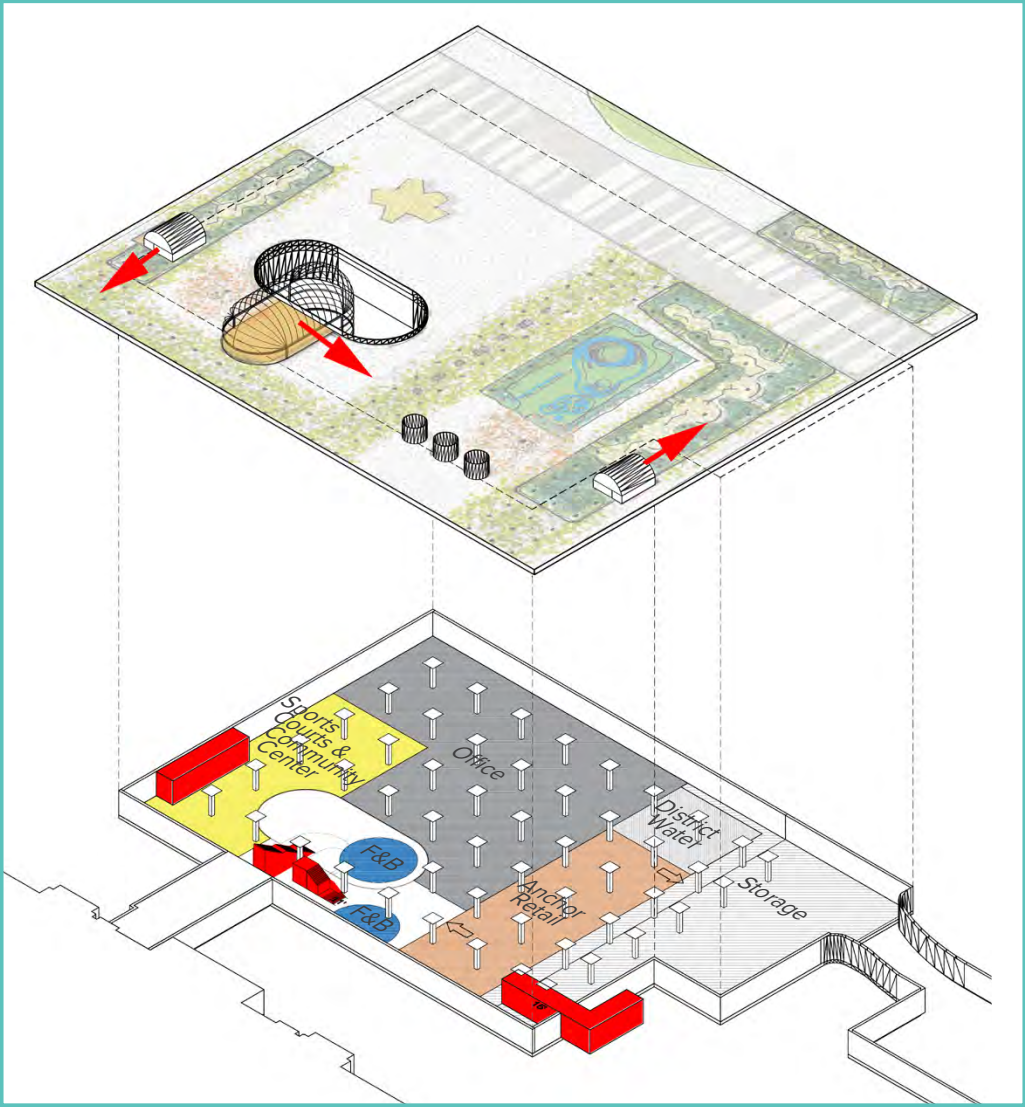 Sports
Courts &
Community
Center
Office
District
Water
F&B
Anchor
Retail
Storage
F&B